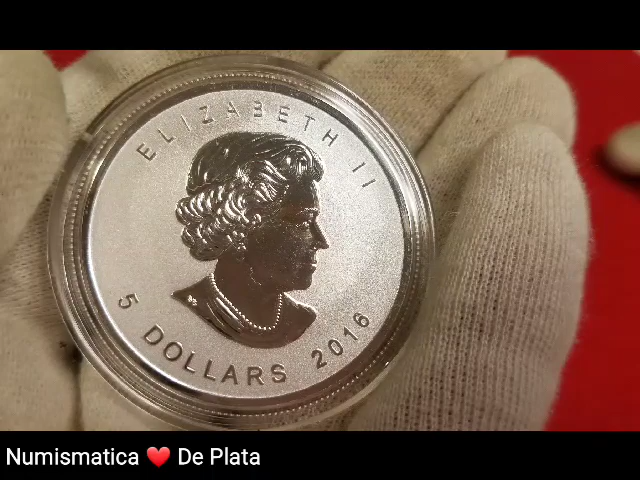 ELIZABETH II
5 DOLLARS 2016
Numismatica ❤️ De Plata